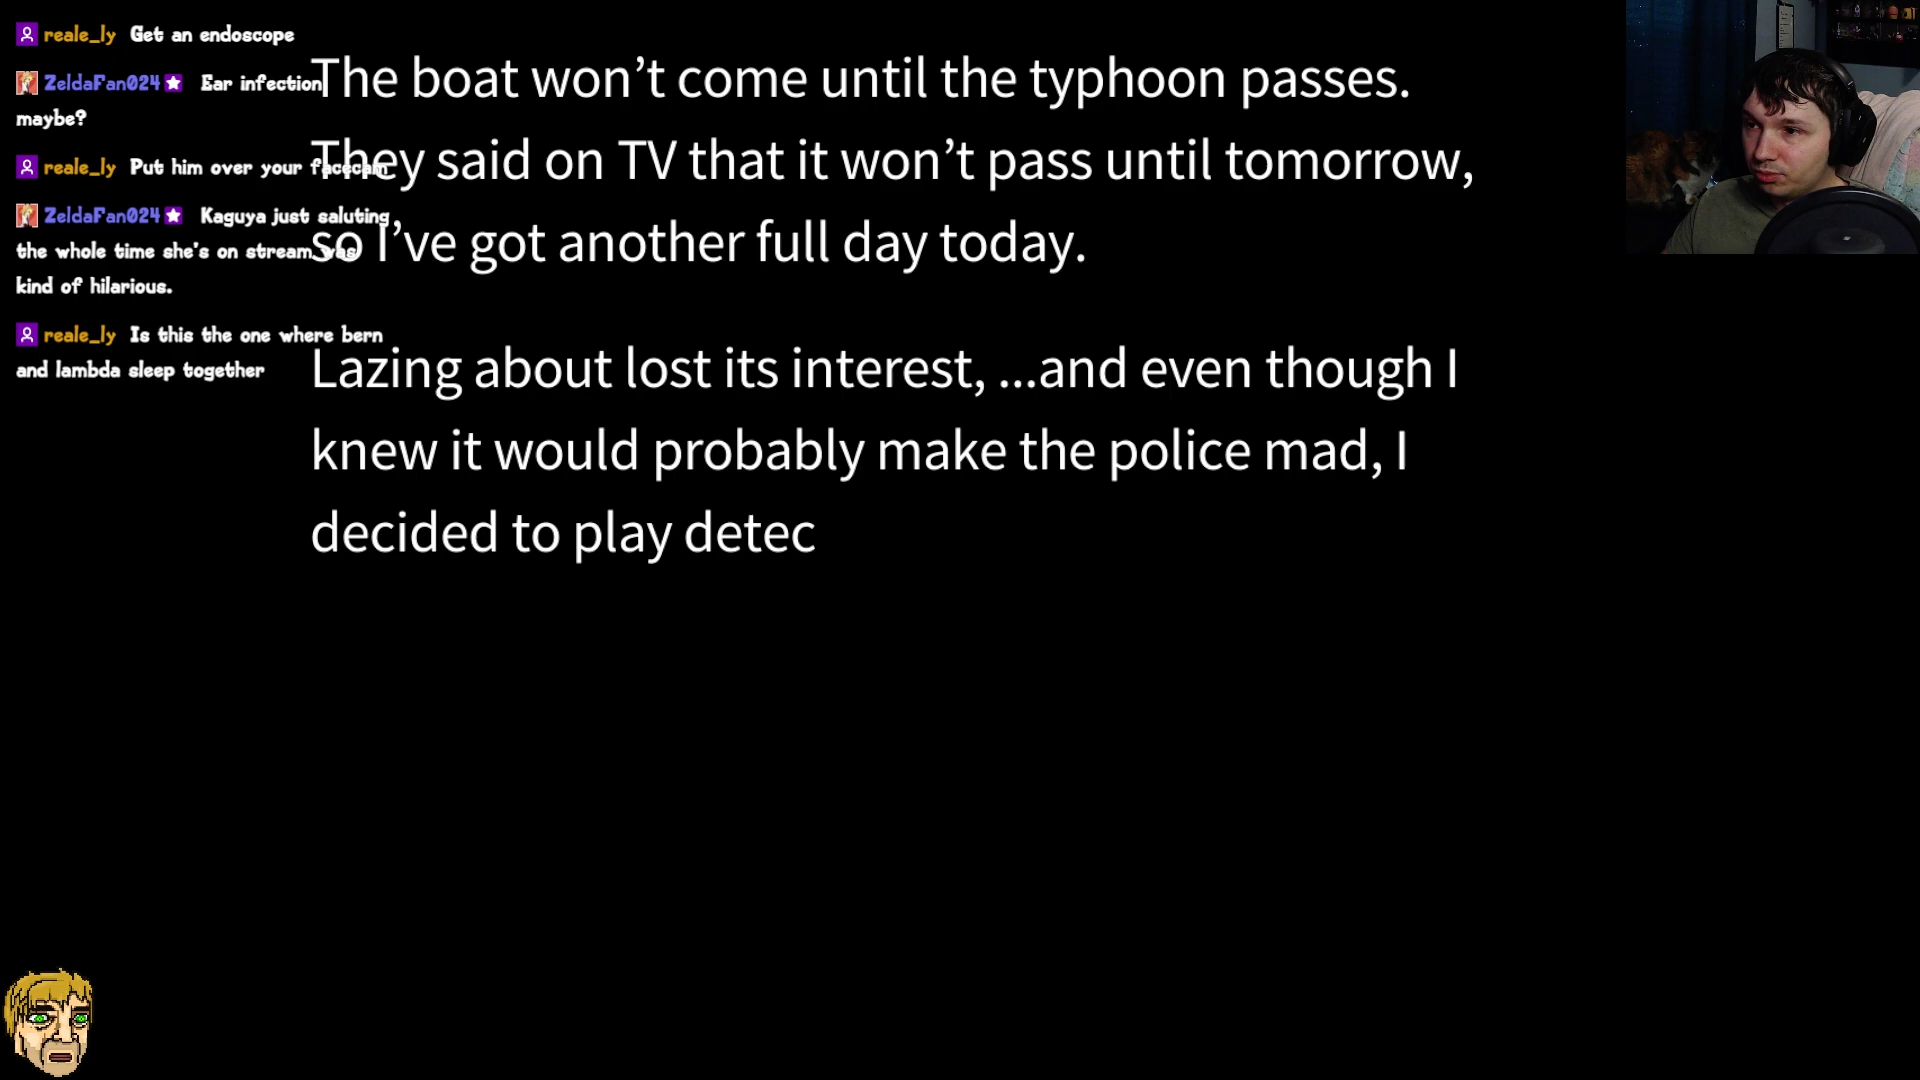 reale_ly Get an endoscope
ZeldaFan024 Ear infection
maybe?
reale_ly Put him over your facecam
ZeldaFan024 Kaguya just saluting
the whole time she's on stream was
kind of hilarious.
reale_ly Is this the one where bern
and lambda sleep together
The boat won’t come until the typhoon passes.
They said on TV that it won’t pass until tomorrow,
so I’ve got another full day today.
Lazing about lost its interest, ...and even though I
knew it would probably make the police mad, I
decided to play detec